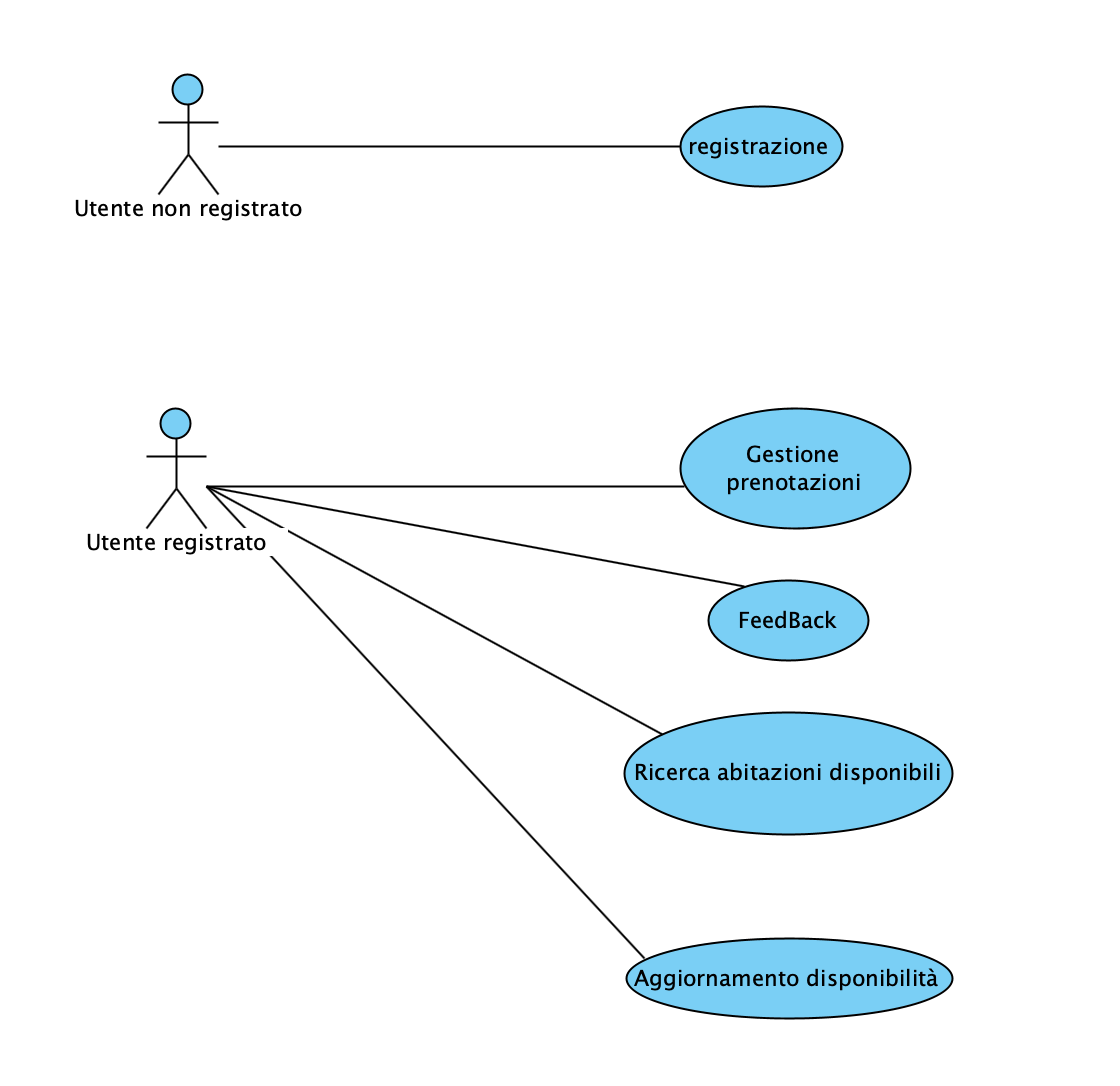 registrazione
Utente non registrato
Gestione
prenotazioni
Utente registrato
FeedBack
Ricerca abitazioni disponibili
Aggiornamento disponibilità